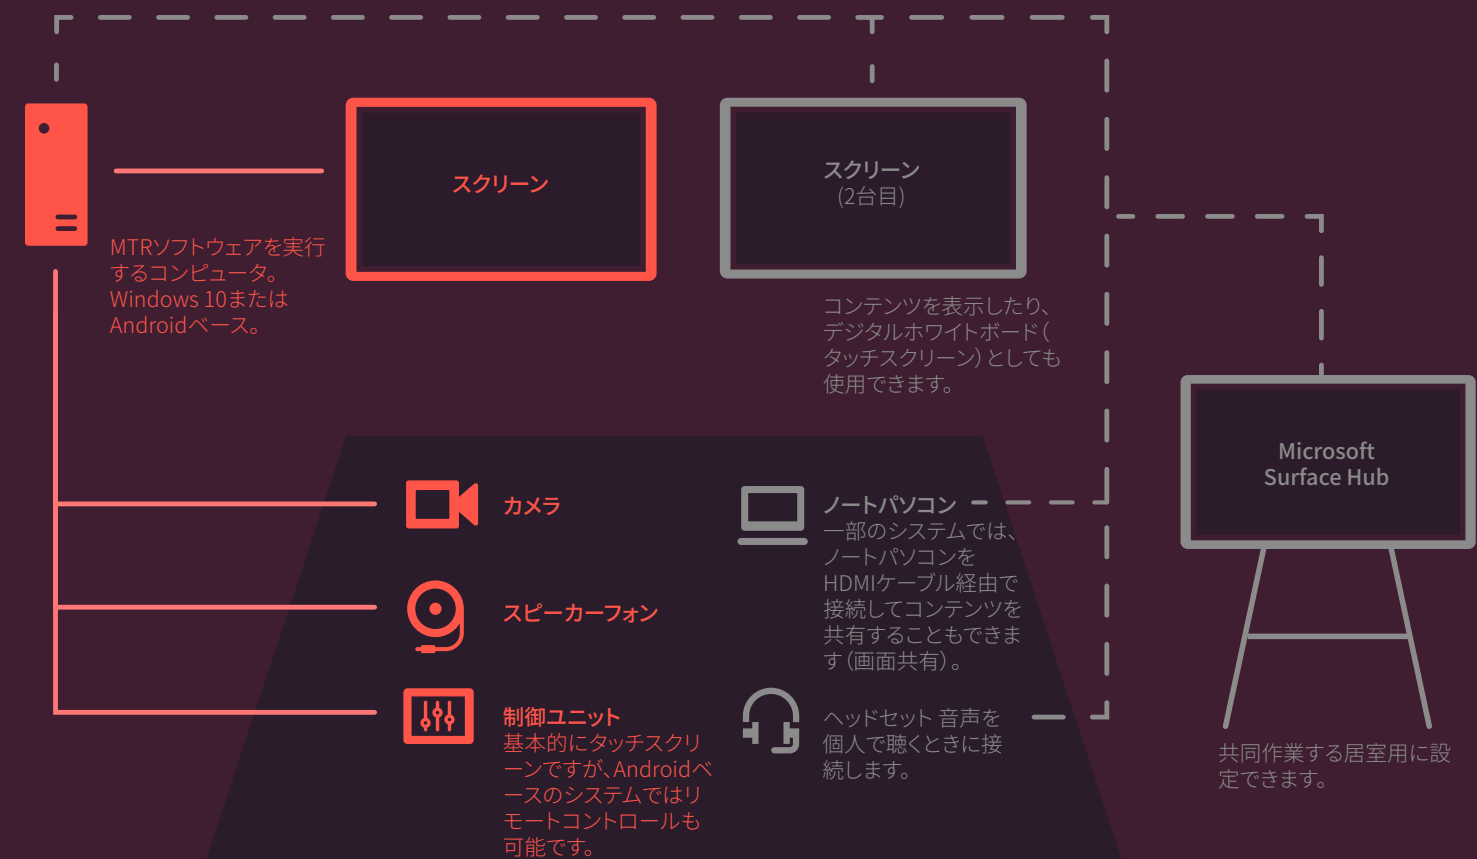 スクリーン
スクリーン
(2台目)
MTRソフトウェアを実行
するコンピュータ。
Windows 10または
Androidベース。
コンテンツを表示したり、
デジタルホワイトボード（
タッチスクリーン）としても
使用できます。
Microsoft
Surface Hub
カメラ
ノートパソコン
一部のシステムでは、
ノートパソコンを
HDMIケーブル経由で
接続してコンテンツを
共有することもできま
す（画面共有）。
スピーカーフォン
制御ユニット
基本的にタッチスクリ
ーンですが、Androidベ
ースのシステムではリ
モートコントロールも
可能です。
ヘッドセット 音声を
個人で聴くときに接
続します。
共同作業する居室用に設
定できます。